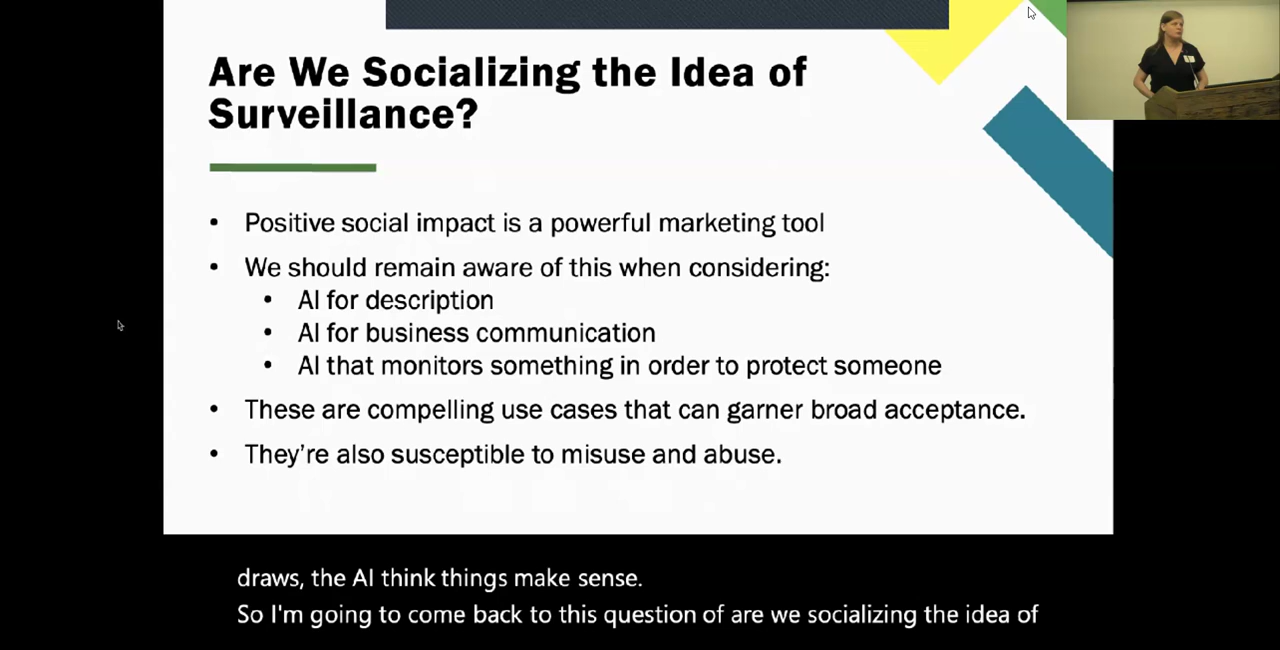 Are We Socializing the Idea of
Surveillance?
• Positive social impact is a powerful marketing tool
• We should remain aware of this when considering:
• AI for description
• AI for business communication
• AI that monitors something in order to protect someone
• These are compelling use cases that can garner broad acceptance.
• They’re also susceptible to misuse and abuse.
draws, the AI think things make sense.
So I'm going to come back to this question of are we socializing the idea of